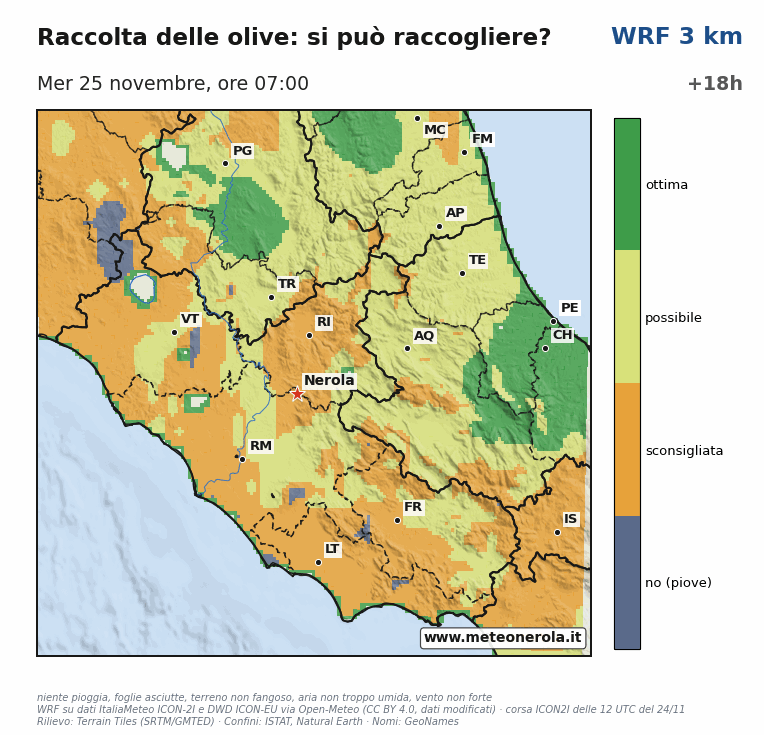 Raccolta delle olive: si può raccogliere?
WRF 3 km
Mer 25 novembre, ore 07:00
+18h
MC
FM
PG
AP
TE
TR
PE
VT
RI
AQ
CH
Nerola
RM
FR
IS
LT
www.meteonerola.it
ottima
possibile
sconsigliata
no (piove)
niente pioggia, foglie asciutte, terreno non fangoso, aria non troppo umida, vento non forte
WRF su dati ItaliaMeteo ICON-2I e DWD ICON-EU via Open-Meteo (CC BY 4.0, dati modificati) · corsa ICON2I delle 12 UTC del 24/11
Rilievo: Terrain Tiles (SRTM/GMTED) · Confini: ISTAT, Natural Earth · Nomi: GeoNames